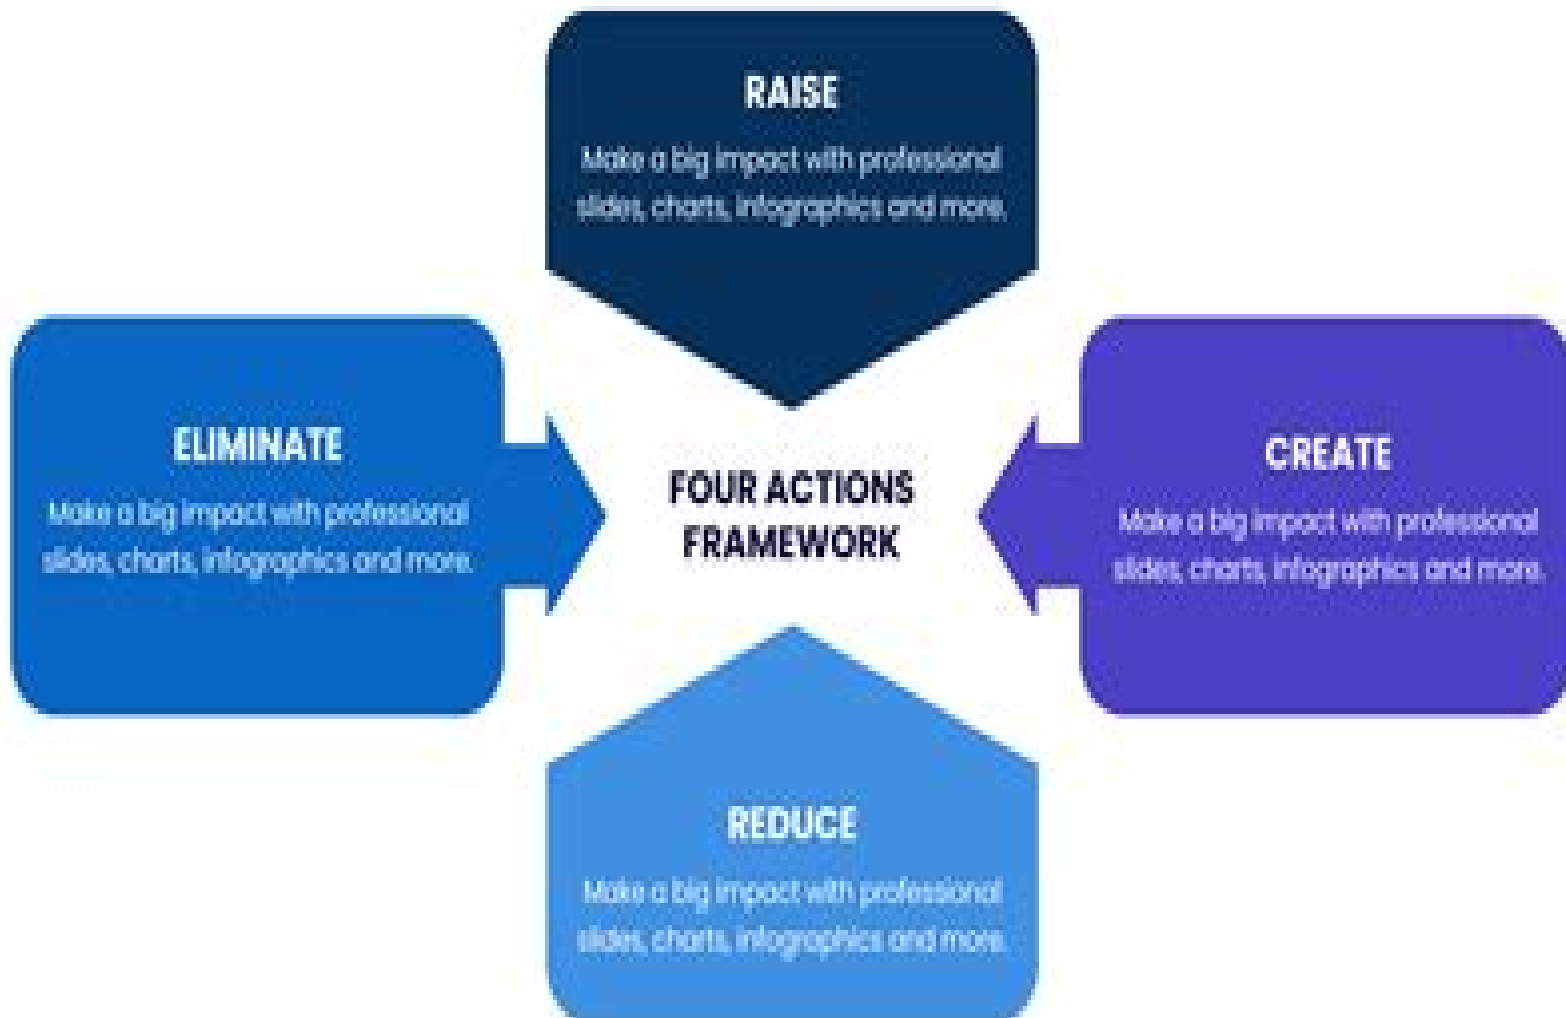 RAISE
Make a big impact with professional
slides, charts, infographics and more.
ELIMINATE
Make a big impact with professional
slides, charts, infographics and more.
FOUR ACTIONS
FRAMEWORK
CREATE
Make a big impact with professional
slides, charts, infographics and more.
REDUCE
Make a big impact with professional
slides, charts, infographics and more.